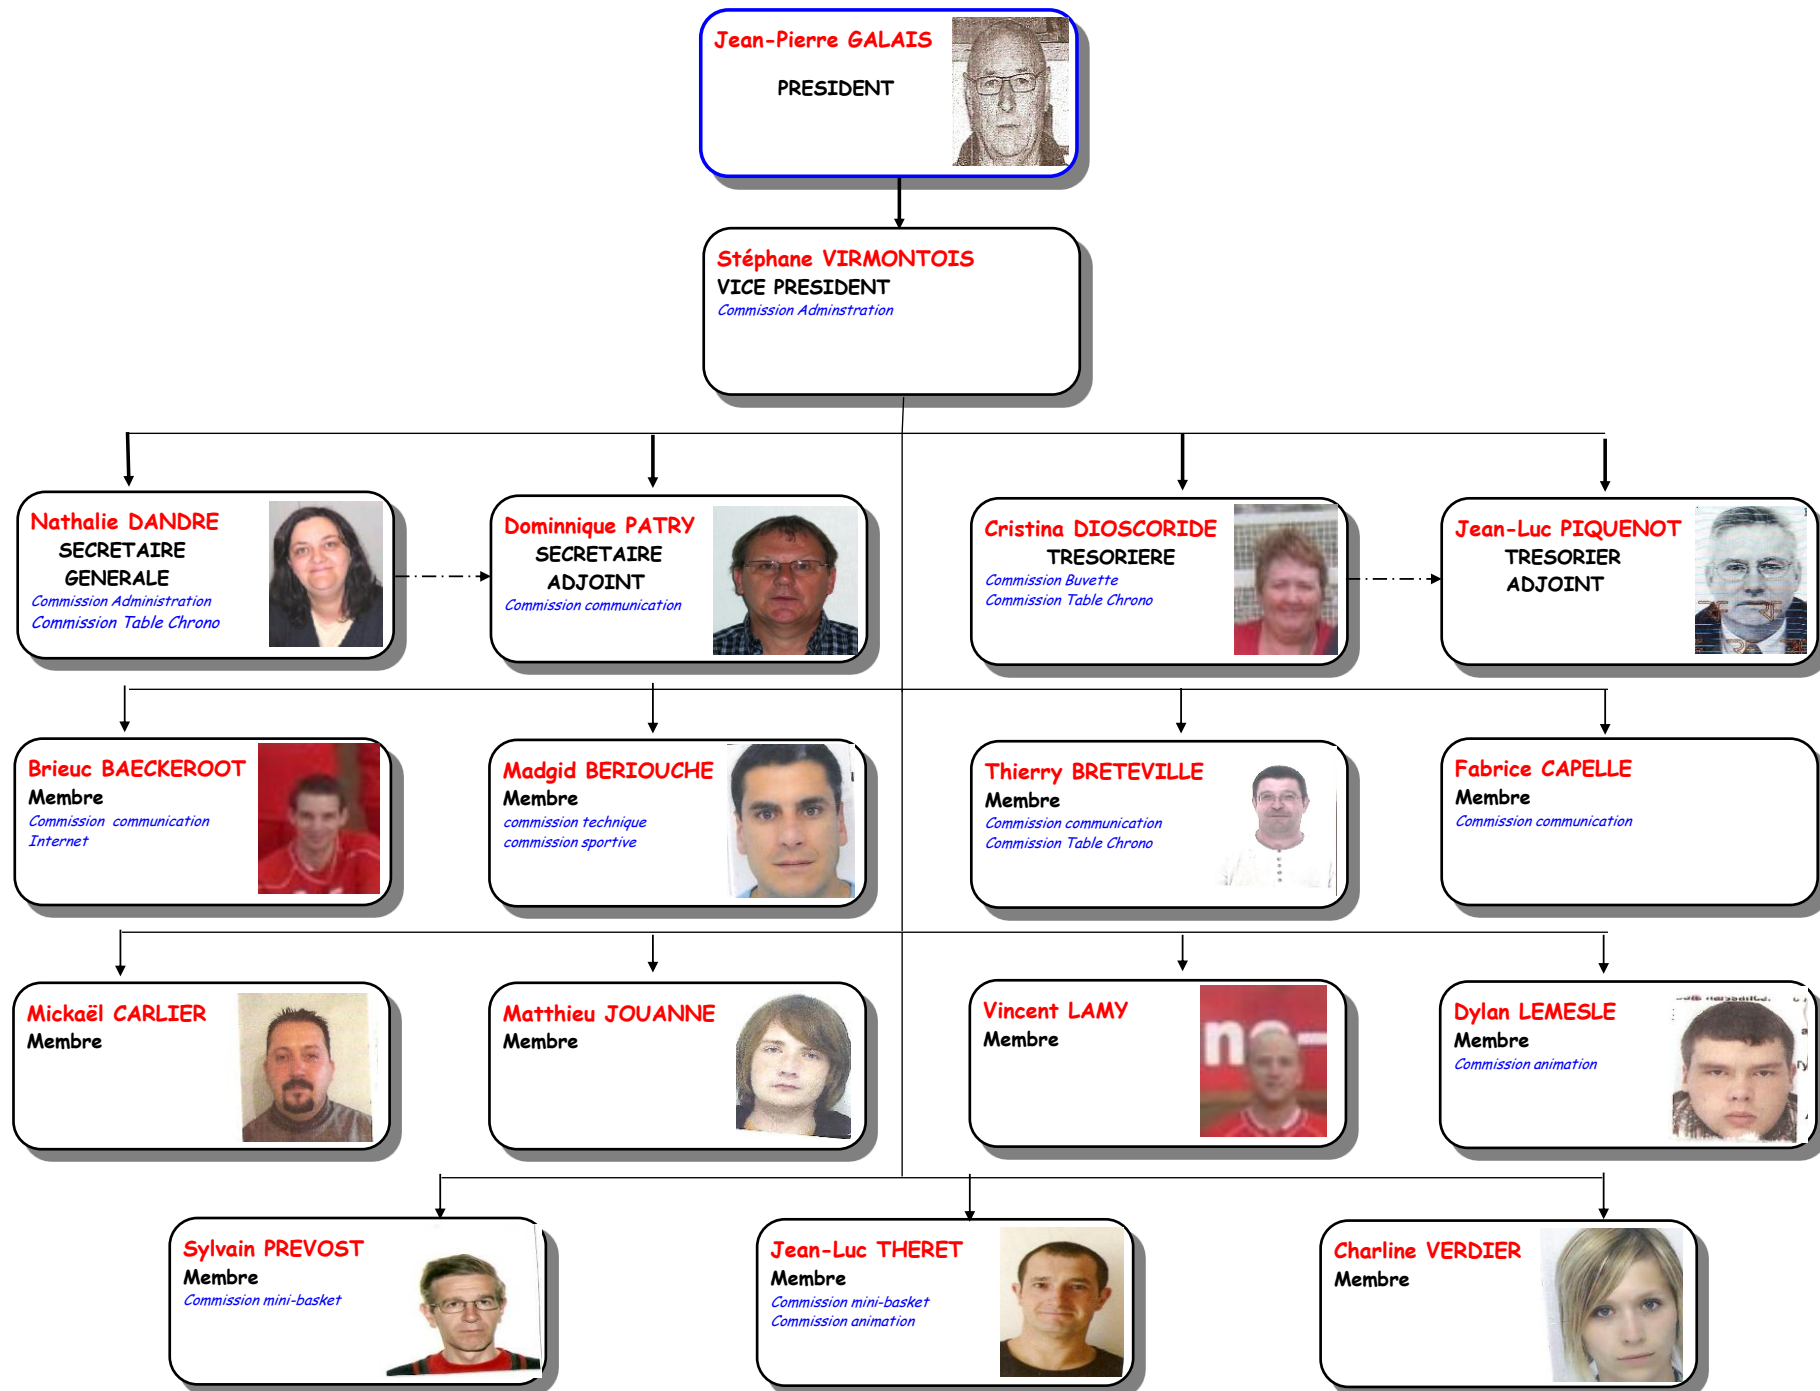 Jean-Pierre GALAIS
PRESIDENT
Stéphane VIRMONTOIS
VICE PRESIDENT
Commission Adminstration
Nathalie DANDRE
SECRETAIRE
GENERALE
Commission Administration
Commission Table Chrono
Dominnique PATRY
SECRETAIRE
ADJOINT
Commission communication
Cristina DIOSCORIDE
TRESORIERE
Commission Buvette
Commission Table Chrono
Jean-Luc PIQUENOT
TRESORIER
ADJOINT
Brieuc BAECKEROOT
Membre
Commission communication
Internet
Madgid BERIOUCHE
Membre
commission technique
commission sportive
Thierry BRETEVILLE
Membre
Commission communication
Commission Table Chrono
Fabrice CAPELLE
Membre
Commission communication
Mickaël CARLIER
Membre
Matthieu JOUANNE
Membre
Vincent LAMY
Membre
Dylan LEMESLE
Membre
Commission animation
Sylvain PREVOST
Membre
Commission mini-basket
Jean-Luc THERET
Membre
Commission mini-basket
Commission animation
Charline VERDIER
Membre